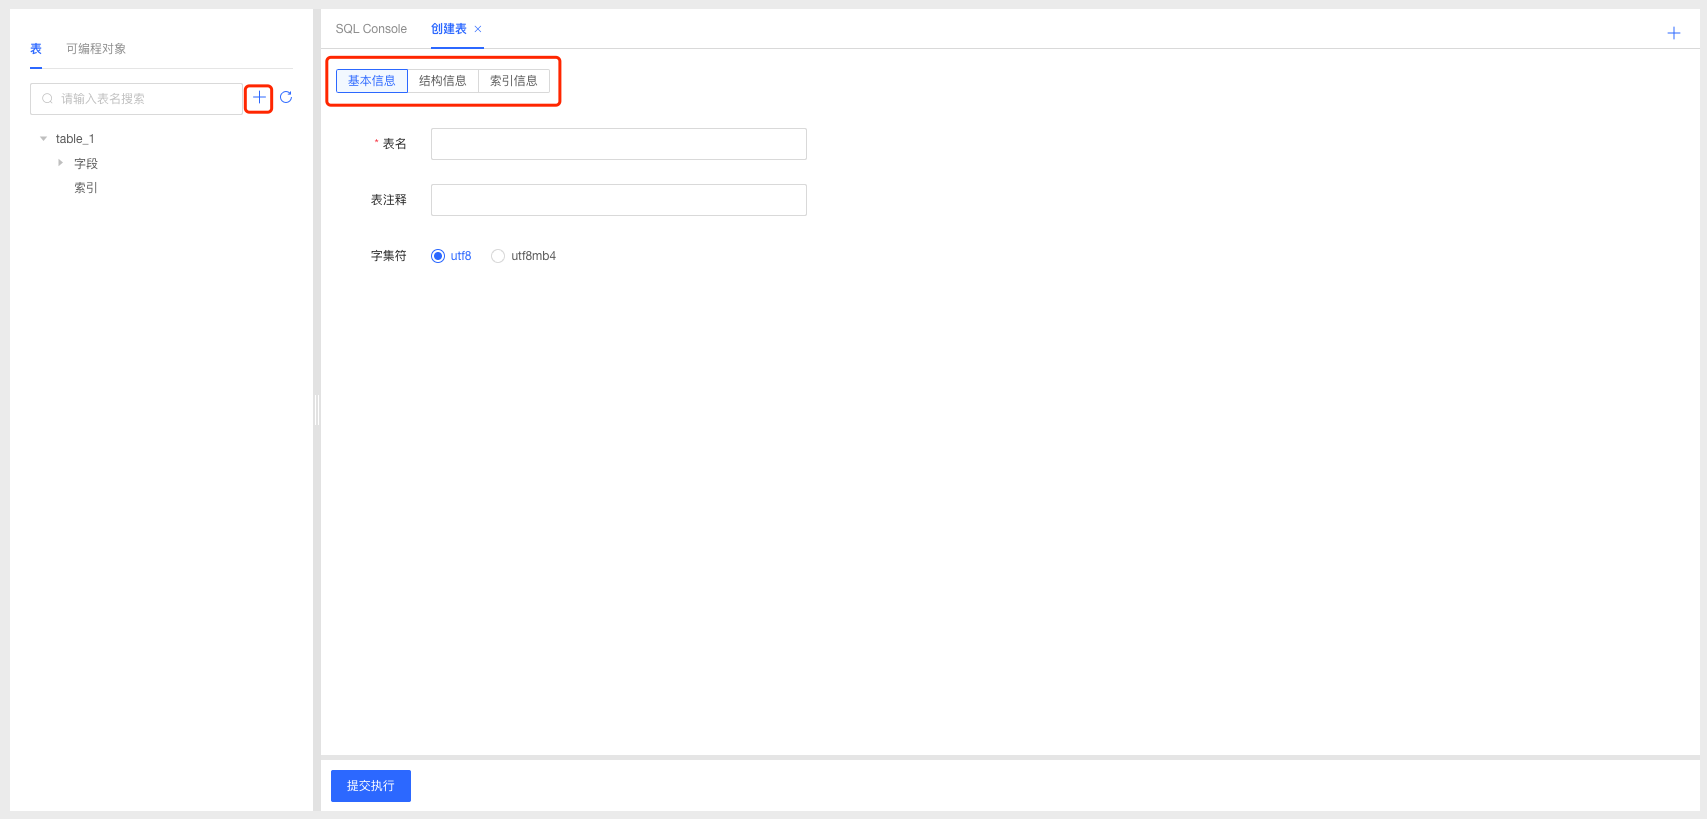 表 可编程对象
请输入表名搜索
table_1
字段
索引
SQL Console 创建表
基本信息 结构信息 索引信息
* 表名
表注释
字集符 utf8 utf8mb4
提交执行